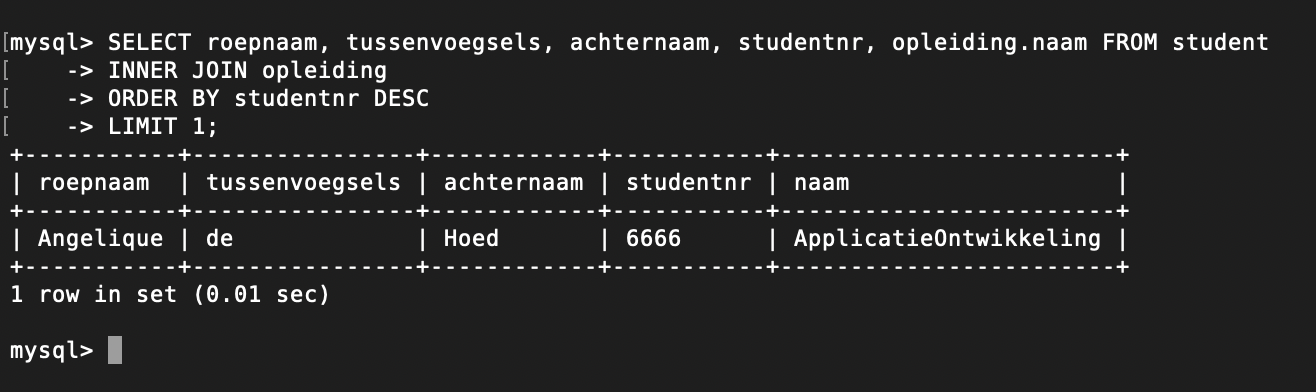 mysql> SELECT roepnaam, tussenvoegsels, achternaam, studentnr, opleiding.naam FROM student
    -> INNER JOIN opleiding
    -> ORDER BY studentnr DESC
    -> LIMIT 1;
+-----------+----------------+------------+-----------+------------------------+
| roepnaam  | tussenvoegsels | achternaam | studentnr | naam                   |
+-----------+----------------+------------+-----------+------------------------+
| Angelique | de             | Hoed       | 6666      | ApplicatieOntwikkeling |
+-----------+----------------+------------+-----------+------------------------+
1 row in set (0.01 sec)
mysql>